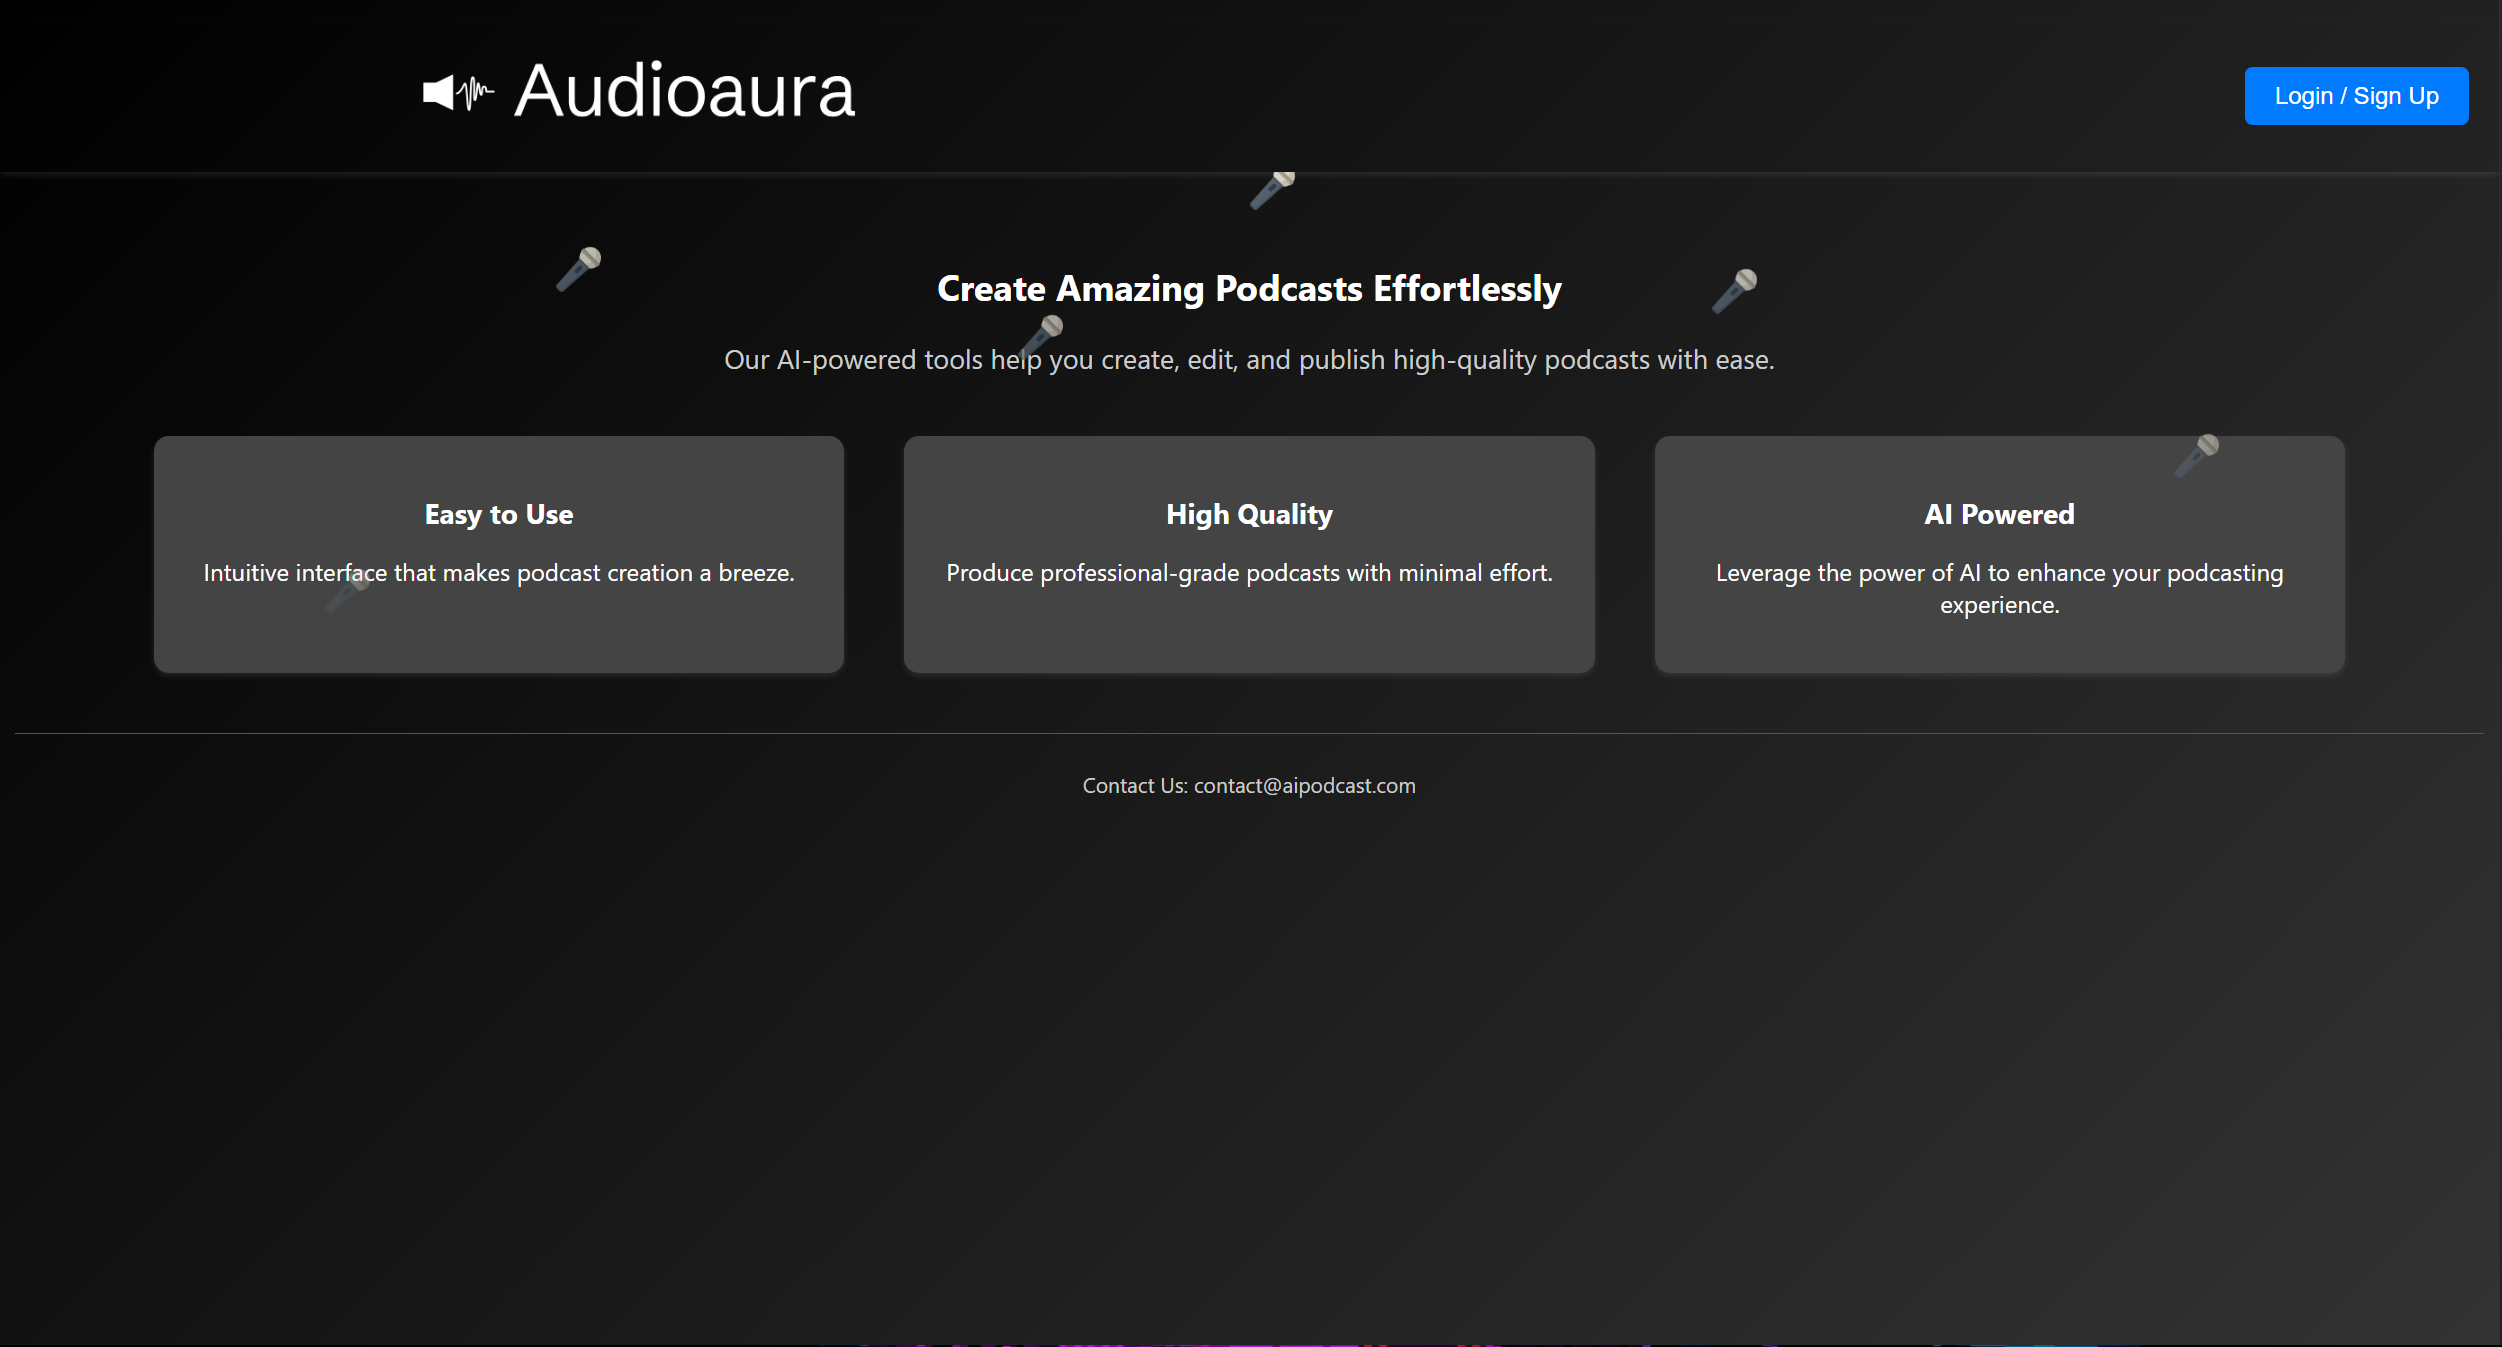 Audioaura
Login / Sign Up
Create Amazing Podcasts Effortlessly
Our AI-powered tools help you create, edit, and publish high-quality podcasts with ease.
Easy to Use
Intuitive interface that makes podcast creation a breeze.
High Quality
Produce professional-grade podcasts with minimal effort.
AI Powered
Leverage the power of AI to enhance your podcasting
experience.
Contact Us: contact@aipodcast.com